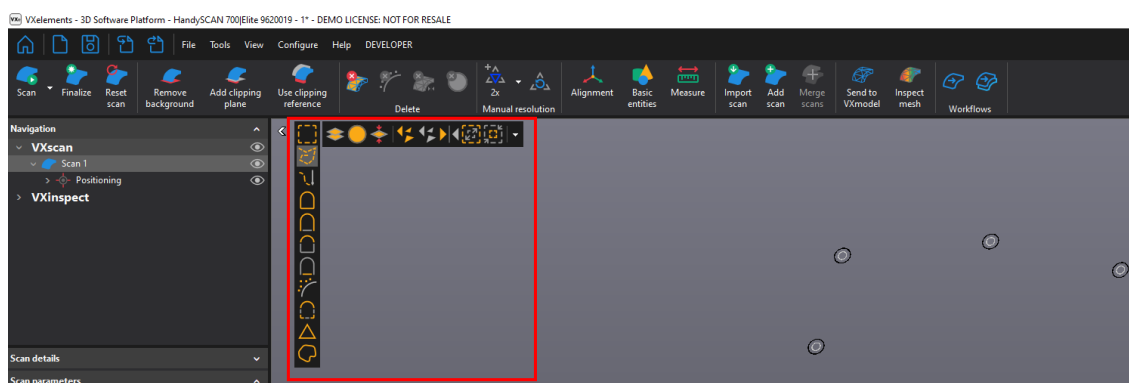 VXelements - 3D Software Platform - HandySCAN 700|Elite 9620019 - 1* - DEMO LICENSE: NOT FOR RESALE
File Tools View Configure Help DEVELOPER
Scan Finalize Reset scan Remove background Add clipping plane Use clipping reference Delete 2x Manual resolution Alignment Basic entities Measure Import scan Add scan Merge scans Send to VXmodel Inspect mesh Workflows
Navigation
VXscan
Scan 1
Positioning
VXinspect
Scan details
Scan parameters